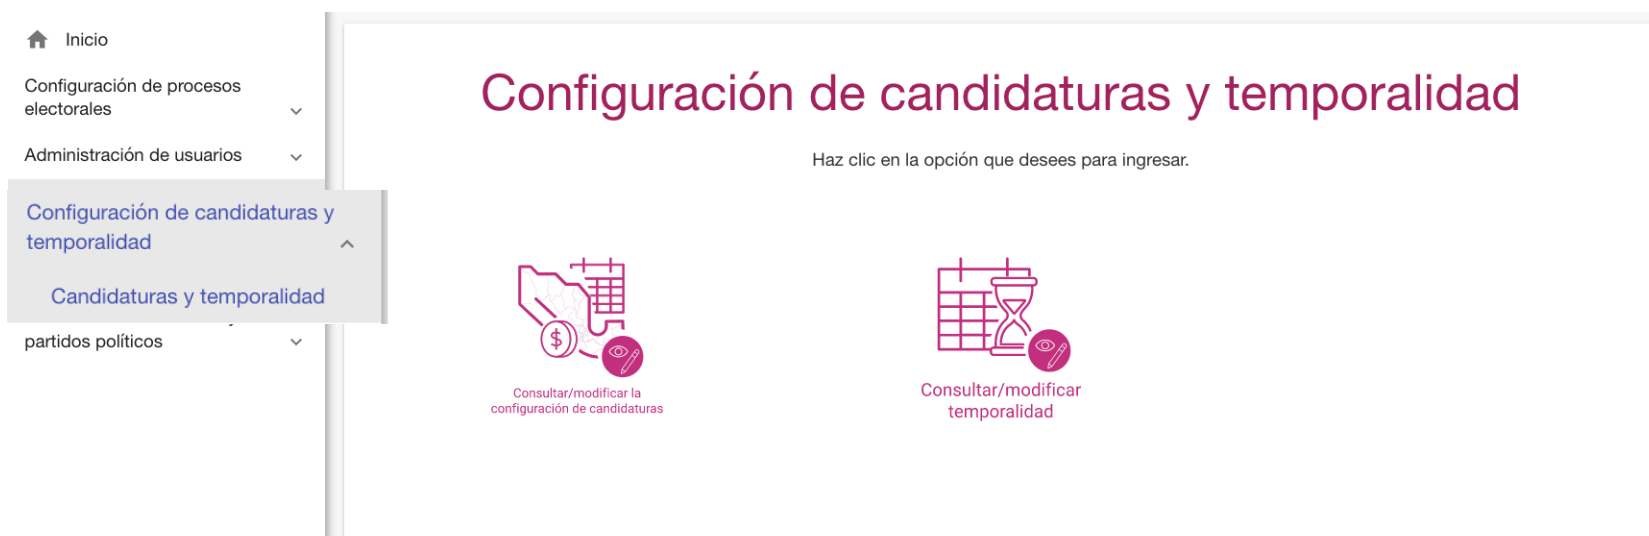 Inicio
Configuración de procesos
electorales
Administración de usuarios
Configuración de candidaturas y
temporalidad
Candidaturas y temporalidad
partidos políticos
Configuración de candidaturas y temporalidad
Haz clic en la opción que desees para ingresar.
$
Consultar/modificar la
configuración de candidaturas
Consultar/modificar
temporalidad